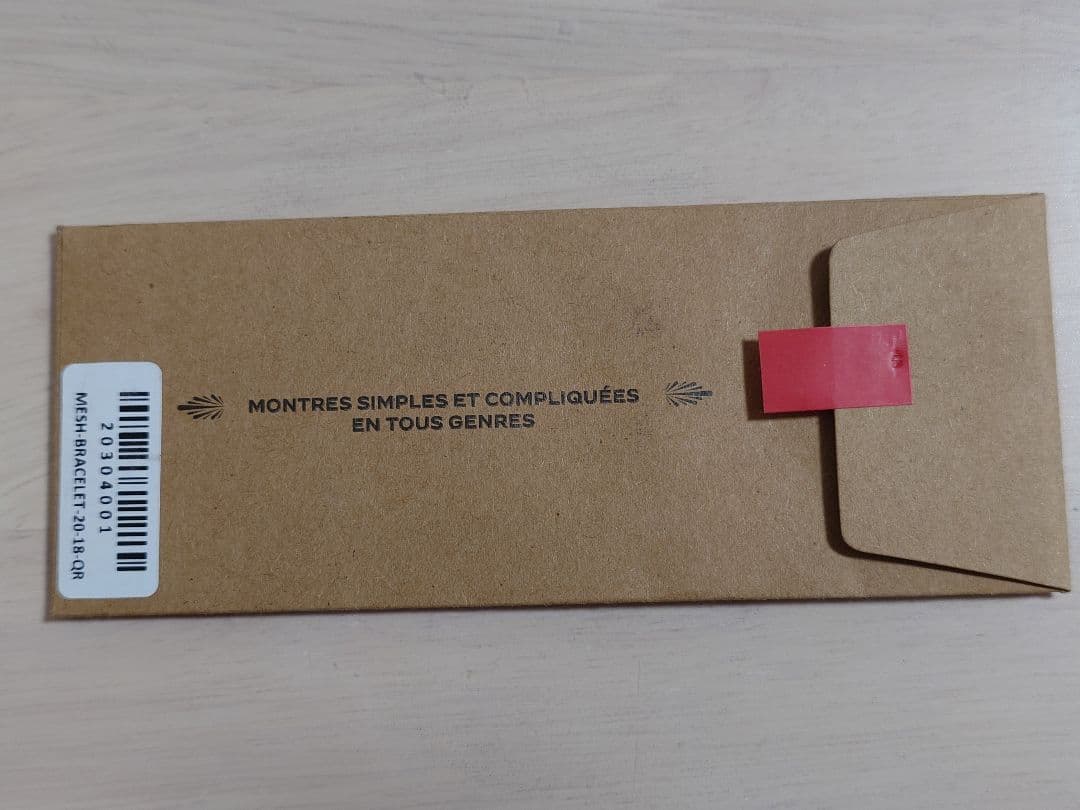 MONTRES SIMPLES ET COMPLIQUÉES
EN TOUS GENRES
20304001
MESH-BRACELET-20-18-QR